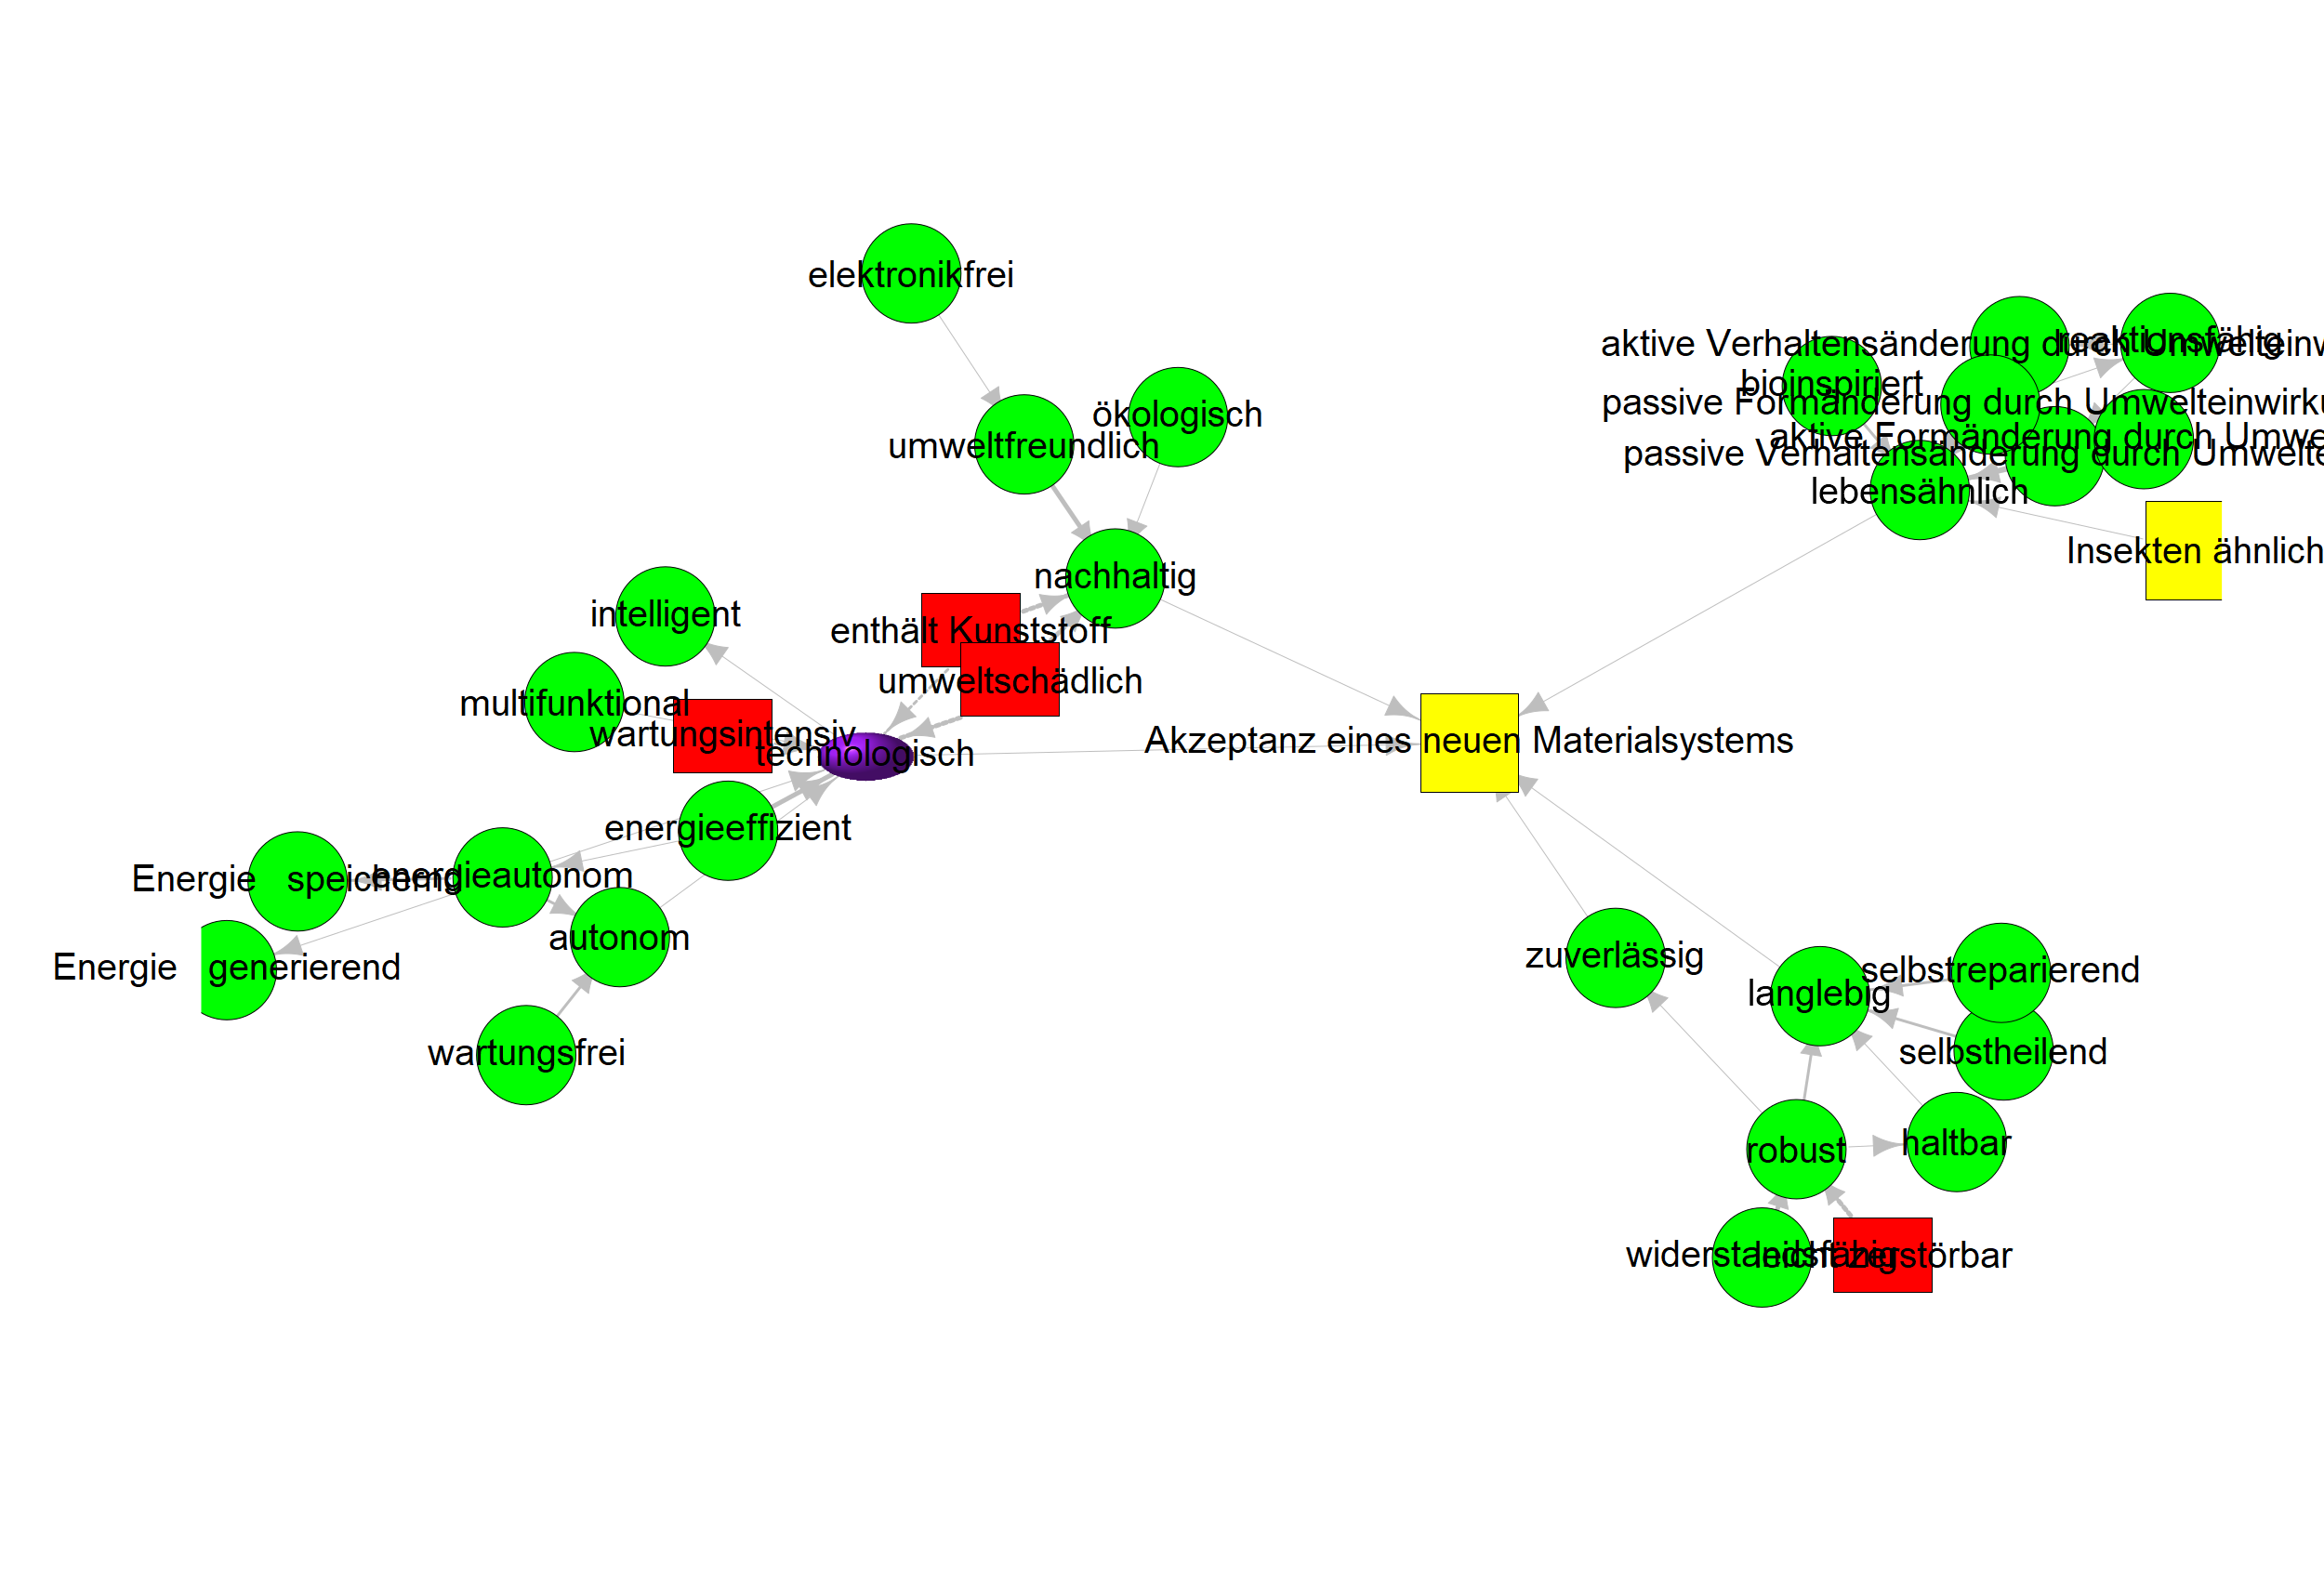 elektronikfrei
ökologisch
umweltfreundlich
nachhaltig
intelligent
enthält Kunststoff
umweltschädlich
multifunktional
wartungsintensiv
technologisch
Akzeptanz eines neuen Materialsystems
energieeffizient
Energie speichernd
energieautonom
autonom
Energie generierend
wartungsfrei
aktive Verhaltensänderung durch Umwelteinw
reaktionsfähig
bioinspiriert
passive Formänderung durch Umwelteinwirku
aktive Formänderung durch Umwe
passive Verhaltensänderung durch Umwelte
lebensähnlich
Insekten ähnlich
zuverlässig
selbstreparierend
langlebig
selbstheilend
robust
haltbar
widerstandsfähig
leicht zerstörbar